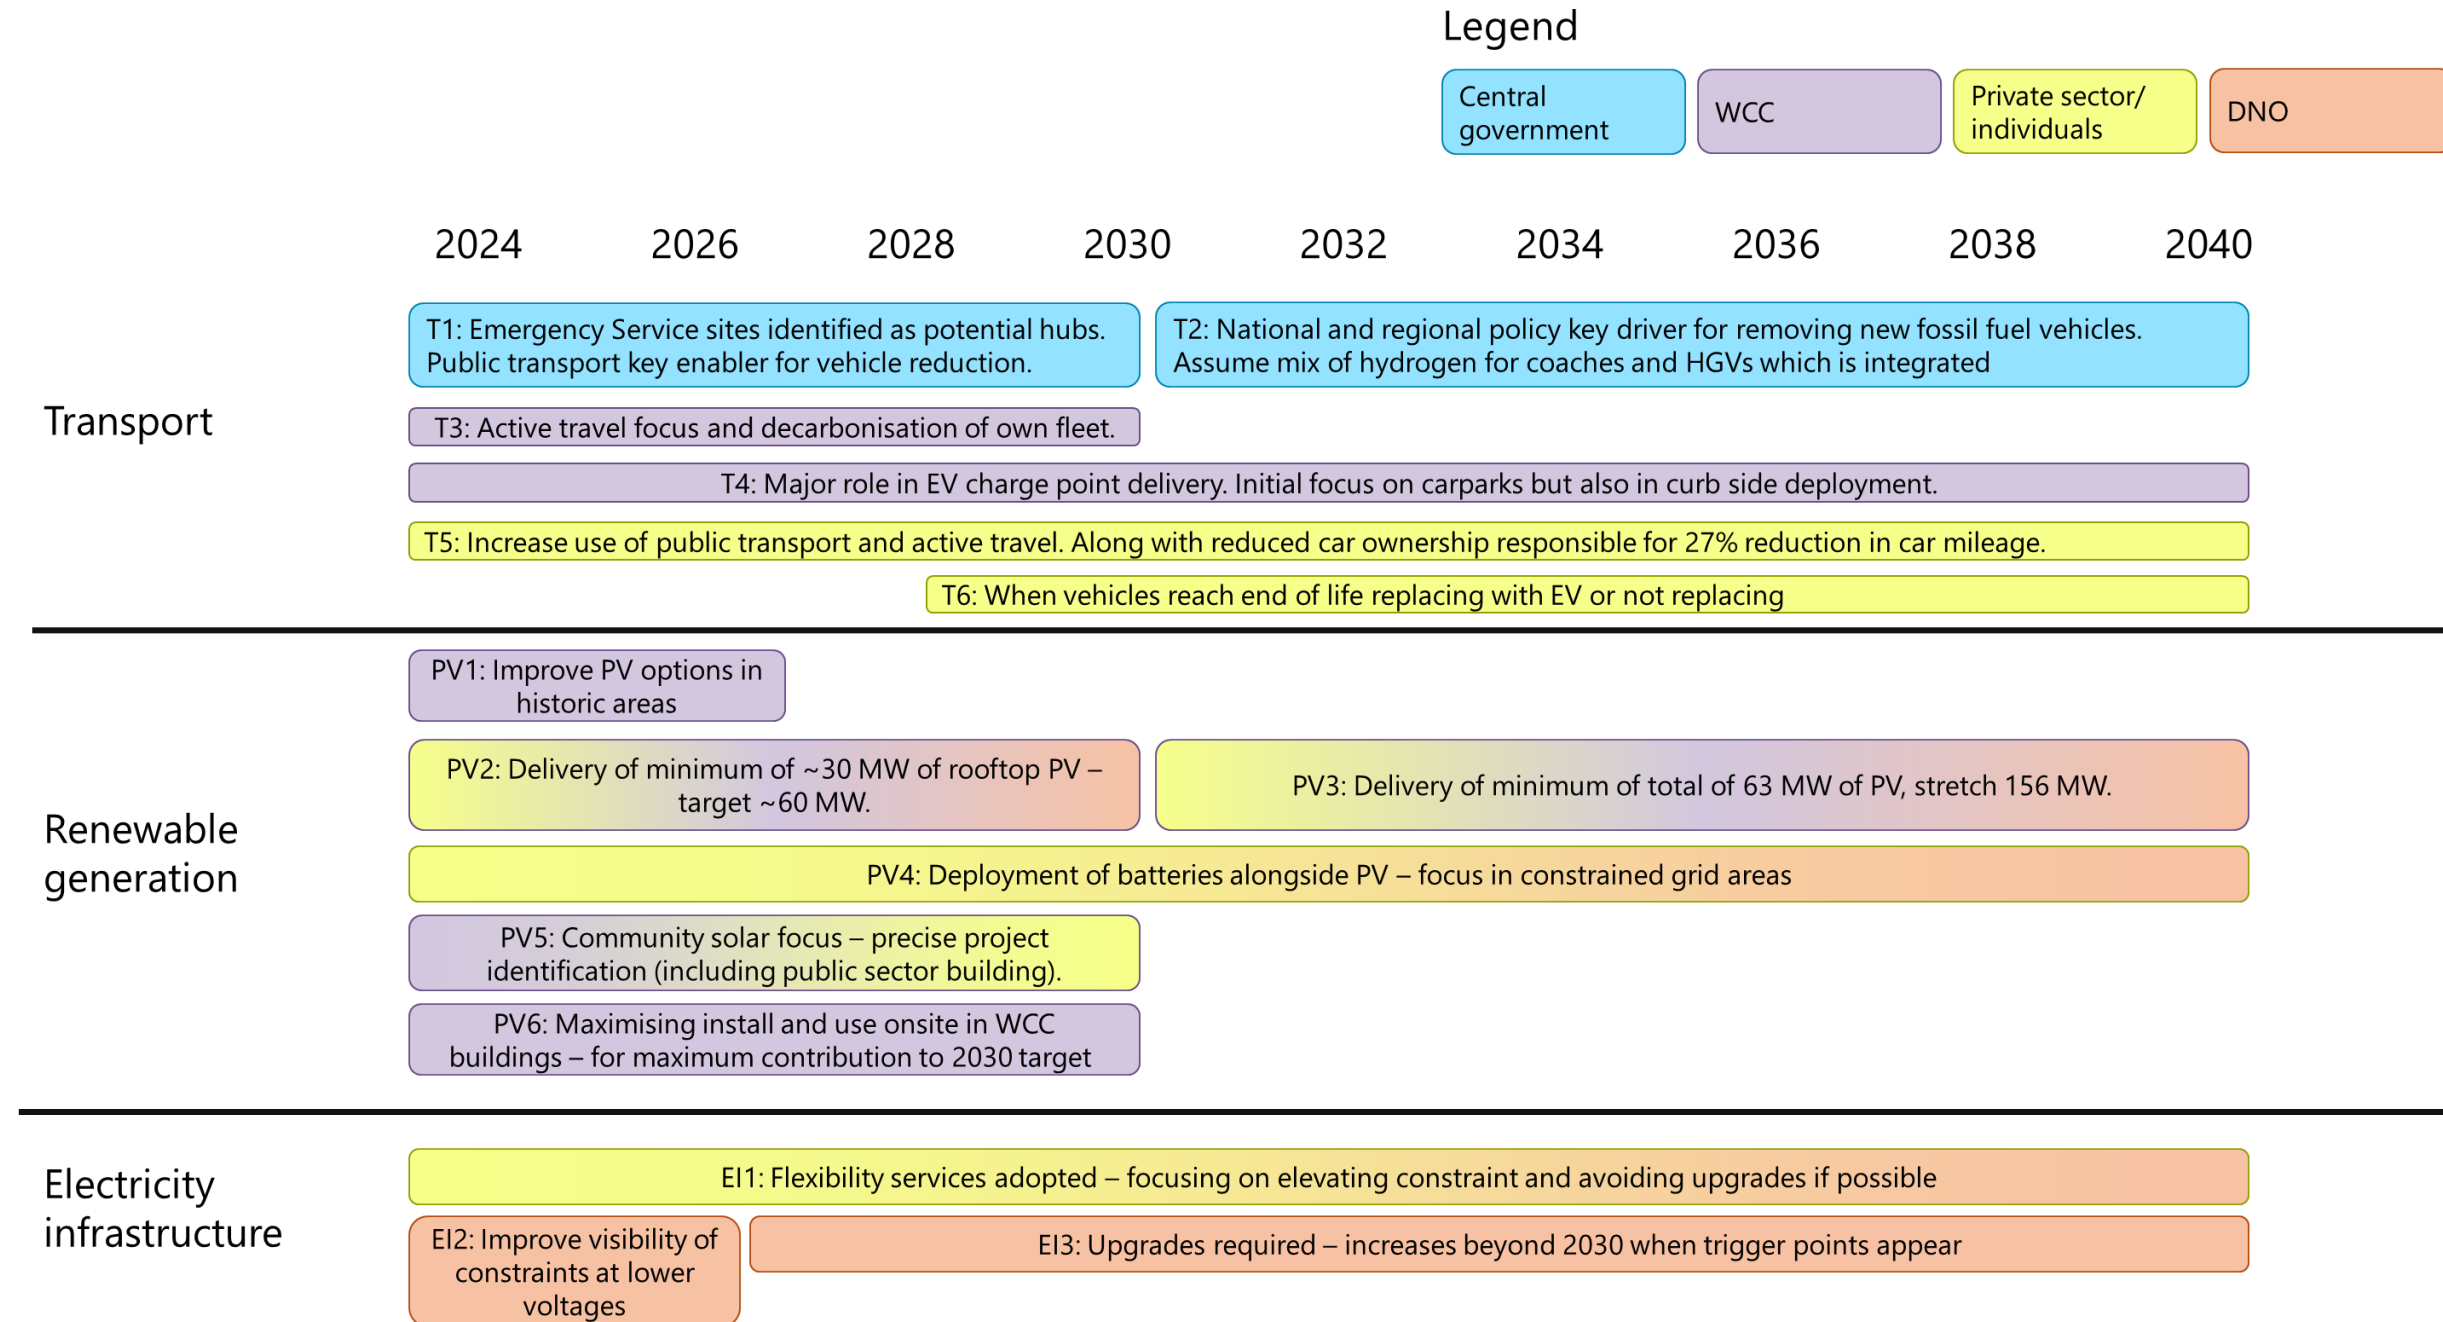 Legend
Central
government
WCC
Private sector/
individuals
DNO
2024 2026 2028 2030 2032 2034 2036 2038 2040
Transport
T1: Emergency Service sites identified as potential hubs.
Public transport key enabler for vehicle reduction.
T2: National and regional policy key driver for removing new fossil fuel vehicles.
Assume mix of hydrogen for coaches and HGVs which is integrated
T3: Active travel focus and decarbonisation of own fleet.
T4: Major role in EV charge point delivery. Initial focus on carparks but also in curb side deployment.
T5: Increase use of public transport and active travel. Along with reduced car ownership responsible for 27% reduction in car mileage.
T6: When vehicles reach end of life replacing with EV or not replacing
Renewable
generation
PV1: Improve PV options in
historic areas
PV2: Delivery of minimum of ~30 MW of rooftop PV –
target ~60 MW.
PV3: Delivery of minimum of total of 63 MW of PV, stretch 156 MW.
PV4: Deployment of batteries alongside PV – focus in constrained grid areas
PV5: Community solar focus – precise project
identification (including public sector building).
PV6: Maximising install and use onsite in WCC
buildings – for maximum contribution to 2030 target
Electricity
infrastructure
EI1: Flexibility services adopted – focusing on elevating constraint and avoiding upgrades if possible
EI2: Improve visibility of
constraints at lower
voltages
EI3: Upgrades required – increases beyond 2030 when trigger points appear